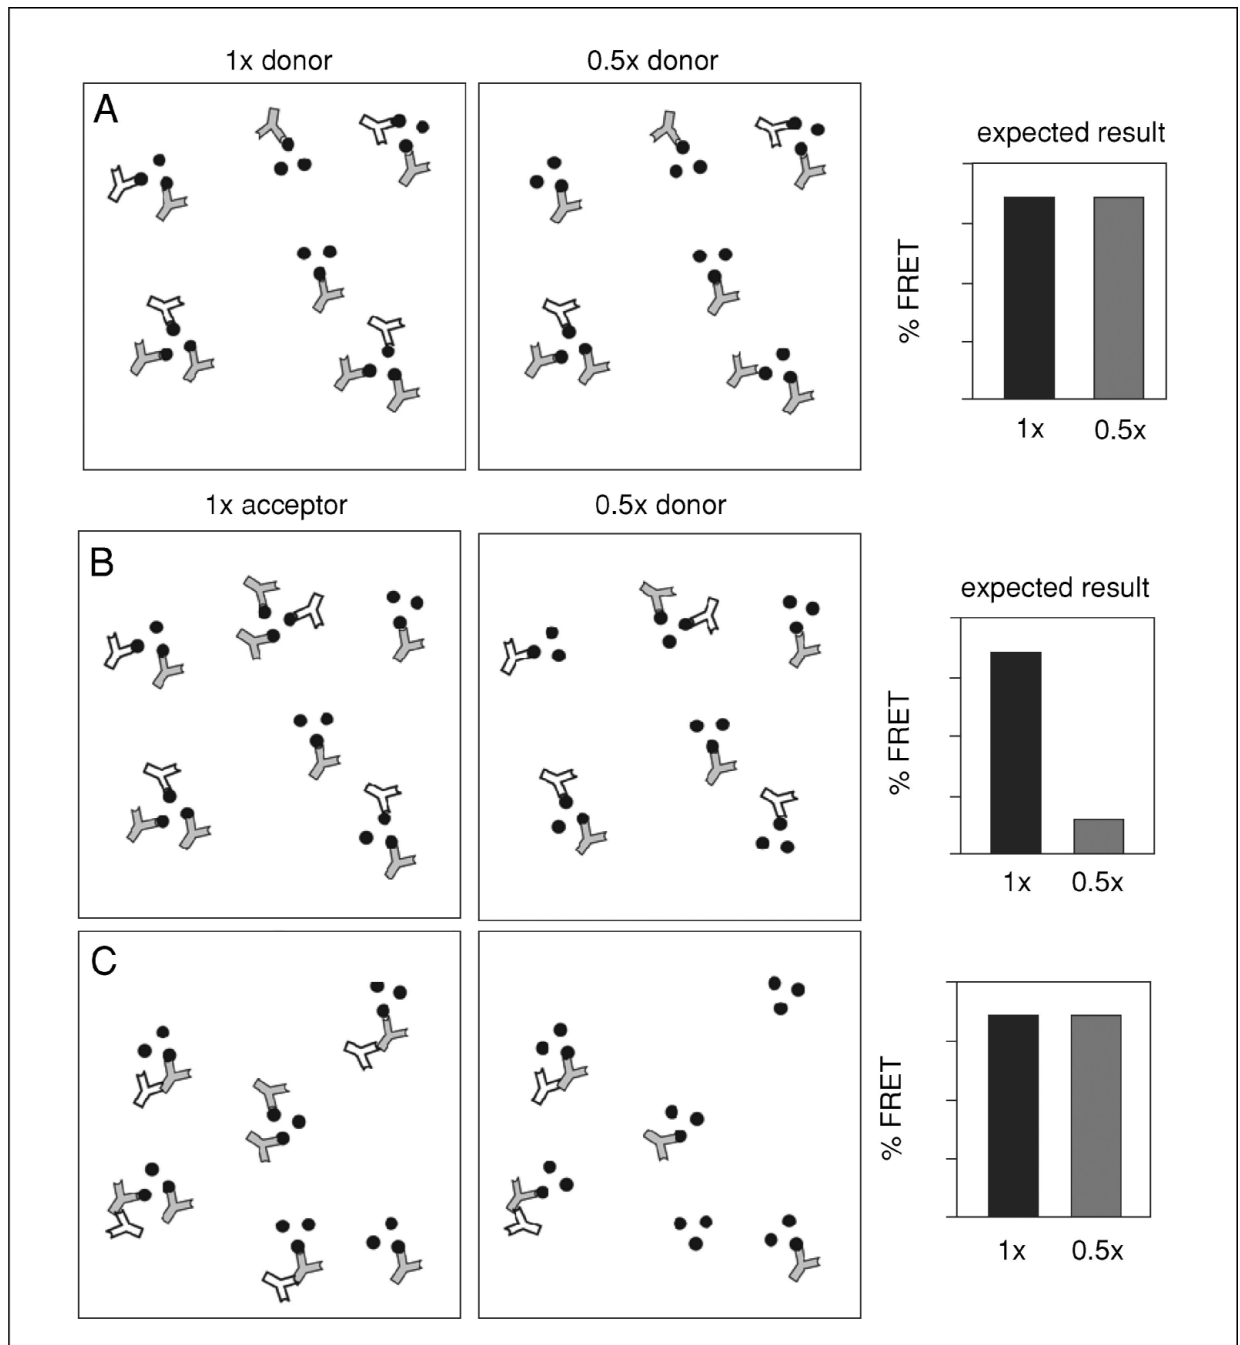 1x donor
0.5x donor
A
expected result
% FRET
1x
0.5x
1x acceptor
0.5x donor
B
expected result
% FRET
1x
0.5x
C
% FRET
1x
0.5x